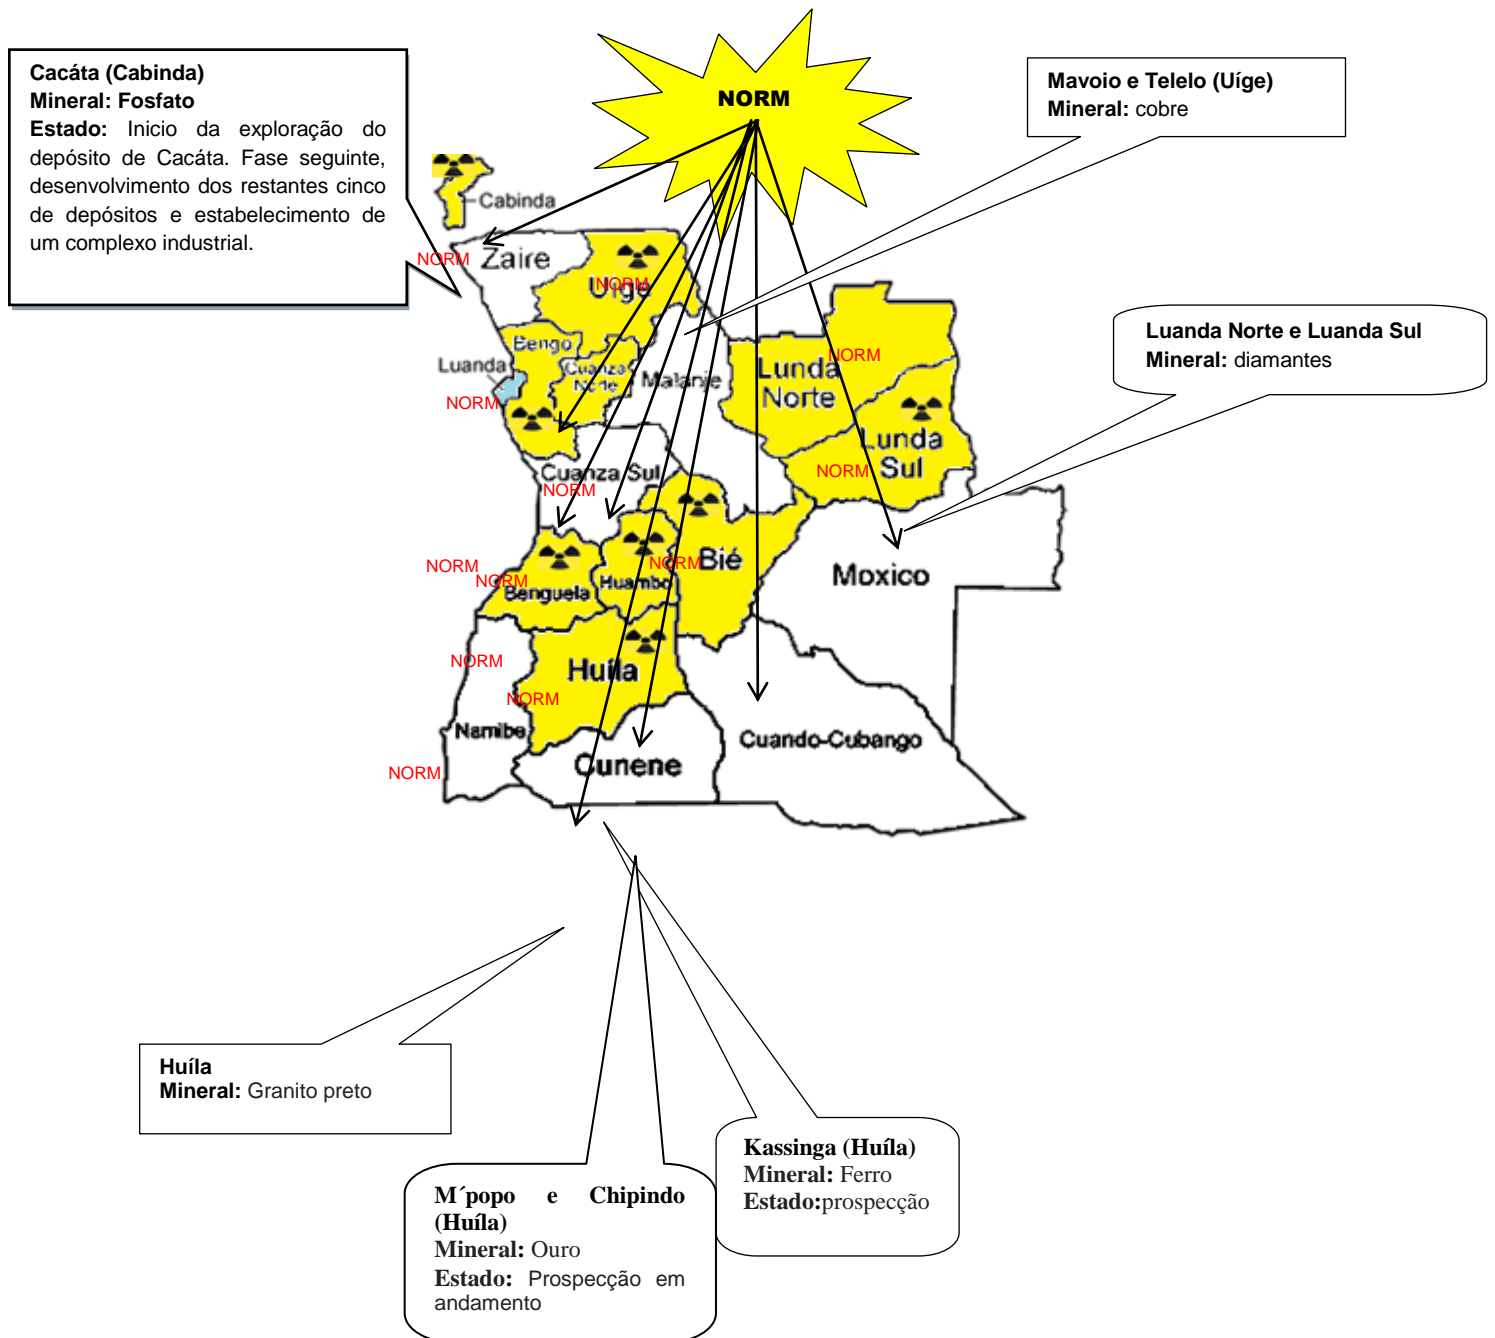 NORM
Cacáta (Cabinda)
Mineral: Fosfato
Estado: Inicio da exploração do
depósito de Cacáta. Fase seguinte,
desenvolvimento dos restantes cinco
de depósitos e estabelecimento de
um complexo industrial.
Mavoio e Telelo (Uíge)
Mineral: cobre
Cabinda
NORM
Zaire
NORM
Uíge
Bengo
Luanda
Cuanza
Norte
Malanje
NORM
Lunda
Norte
NORM
Luanda Norte e Luanda Sul
Mineral: diamantes
Lunda
Sul
NORM
Cuanza Sul
NORM
NORM
NORM
Benguela
Huambo
NORM
Bié
Moxico
NORM
Huíla
NORM
Namibe
NORM
Cunene
Cuando-Cubango
Huíla
Mineral: Granito preto
M´popo e Chipindo
(Huíla)
Mineral: Ouro
Estado: Prospecção em
andamento
Kassinga (Huíla)
Mineral: Ferro
Estado:prospecção